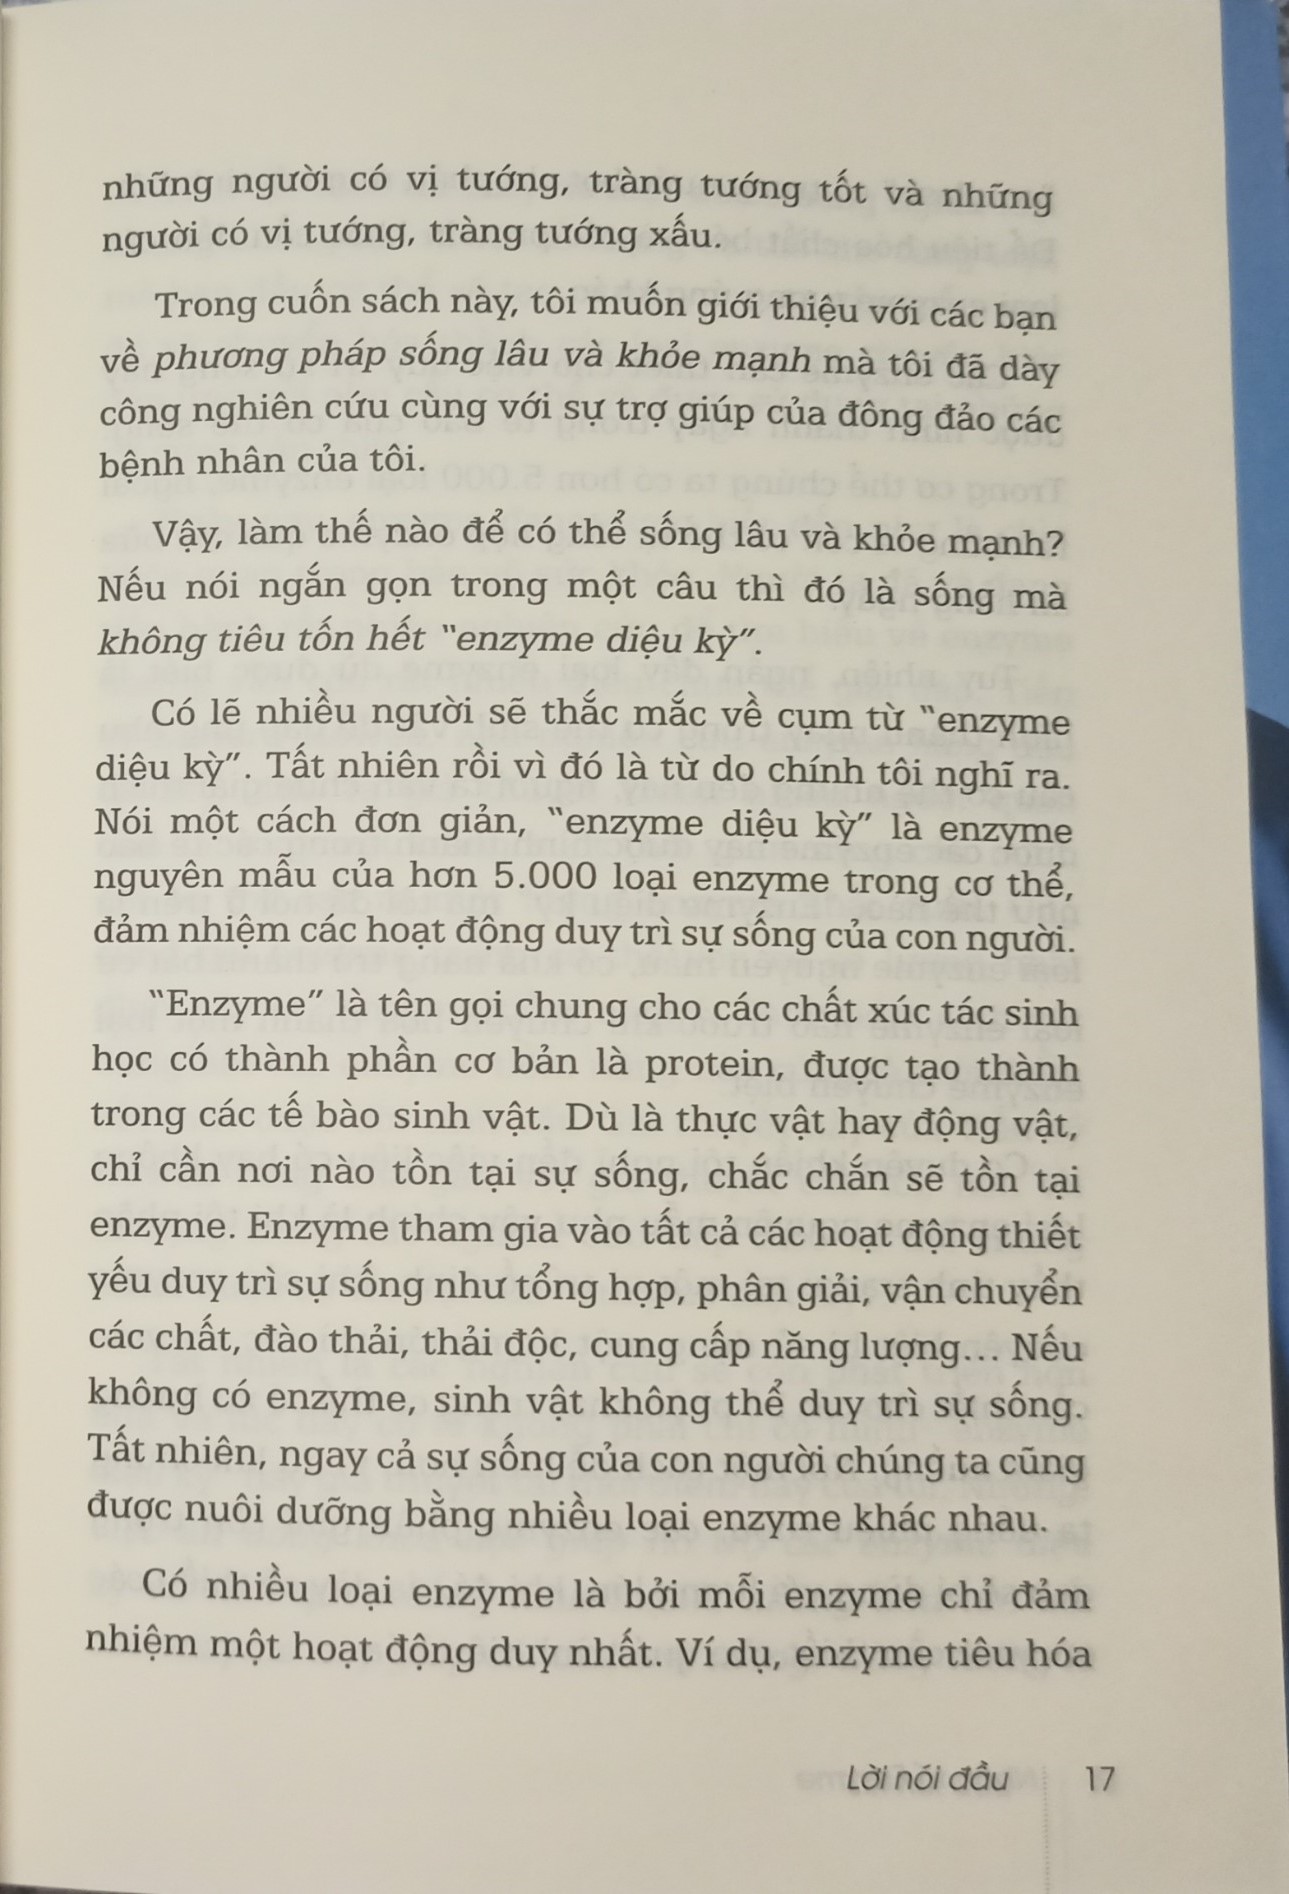 những người có vị tướng, tràng tướng tốt và những
người có vị tướng, tràng tướng xấu.
Trong cuốn sách này, tôi muốn giới thiệu với các bạn
về phương pháp sống lâu và khỏe mạnh mà tôi đã dày
công nghiên cứu cùng với sự trợ giúp của đông đảo các
bệnh nhân của tôi.
Vậy, làm thế nào để có thể sống lâu và khỏe mạnh?
Nếu nói ngắn gọn trong một câu thì đó là sống mà
không tiêu tốn hết “enzyme diệu kỳ”.
Có lẽ nhiều người sẽ thắc mắc về cụm từ “enzyme
diệu kỳ”. Tất nhiên rồi vì đó là từ do chính tôi nghĩ ra.
Nói một cách đơn giản, “enzyme diệu kỳ” là enzyme
nguyên mẫu của hơn 5.000 loại enzyme trong cơ thể,
đảm nhiệm các hoạt động duy trì sự sống của con người.
“Enzyme” là tên gọi chung cho các chất xúc tác sinh
học có thành phần cơ bản là protein, được tạo thành
trong các tế bào sinh vật. Dù là thực vật hay động vật,
chỉ cần nơi nào tồn tại sự sống, chắc chắn sẽ tồn tại
enzyme. Enzyme tham gia vào tất cả các hoạt động thiết
yếu duy trì sự sống như tổng hợp, phân giải, vận chuyển
các chất, đào thải, thải độc, cung cấp năng lượng... Nếu
không có enzyme, sinh vật không thể duy trì sự sống.
Tất nhiên, ngay cả sự sống của con người chúng ta cũng
được nuôi dưỡng bằng nhiều loại enzyme khác nhau.
Có nhiều loại enzyme là bởi mỗi enzyme chỉ đảm
nhiệm một hoạt động duy nhất. Ví dụ, enzyme tiêu hóa
Lời nói đầu 17